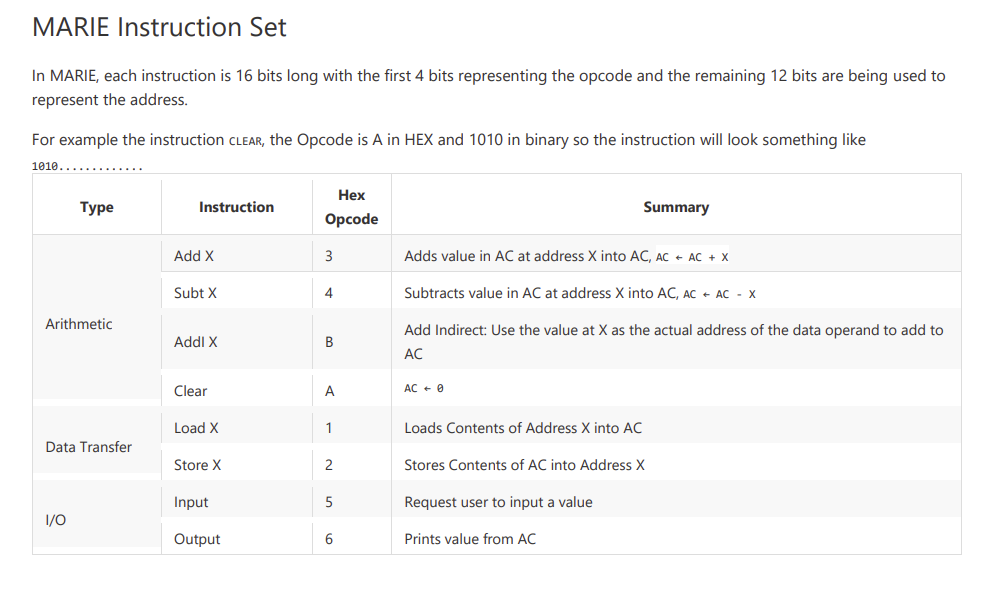 MARIE Instruction Set
In MARIE, each instruction is 16 bits long with the first 4 bits representing the opcode and the remaining 12 bits are being used to
represent the address.
For example the instruction CLEAR, the Opcode is A in HEX and 1010 in binary so the instruction will look something like
1010.............
Type Instruction Hex Opcode Summary
Arithmetic
Add X 3 Adds value in AC at address X into AC, AC ← AC + X
Subt X 4 Subtracts value in AC at address X into AC, AC ← AC - X
AddI X B Add Indirect: Use the value at X as the actual address of the data operand to add to
AC
Clear A AC ← 0
Data Transfer
Load X 1 Loads Contents of Address X into AC
Store X 2 Stores Contents of AC into Address X
I/O
Input 5 Request user to input a value
Output 6 Prints value from AC